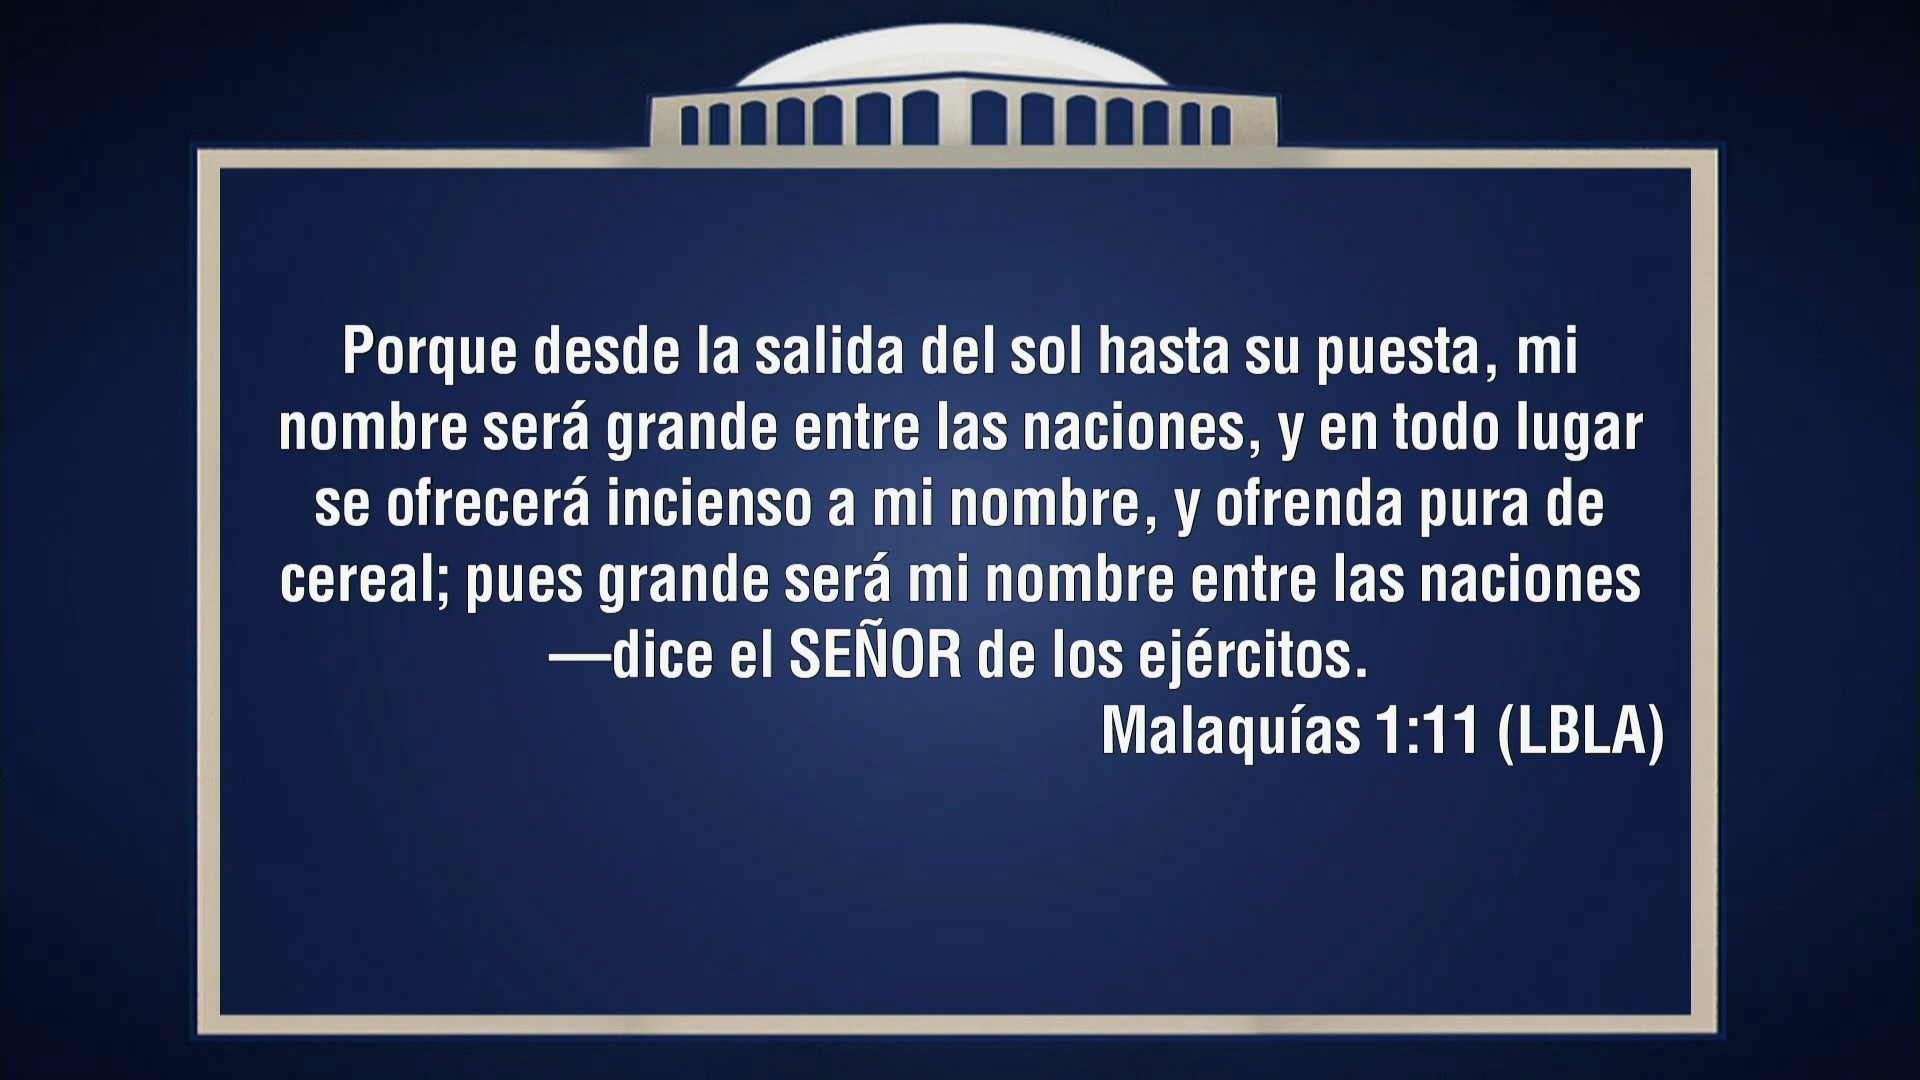 Porque desde la salida del sol hasta su puesta, mi
nombre será grande entre las naciones, y en todo lugar
se ofrecerá incienso a mi nombre, y ofrenda pura de
cereal; pues grande será mi nombre entre las naciones
—dice el SEÑOR de los ejércitos.
Malaquías 1:11 (LBLA)